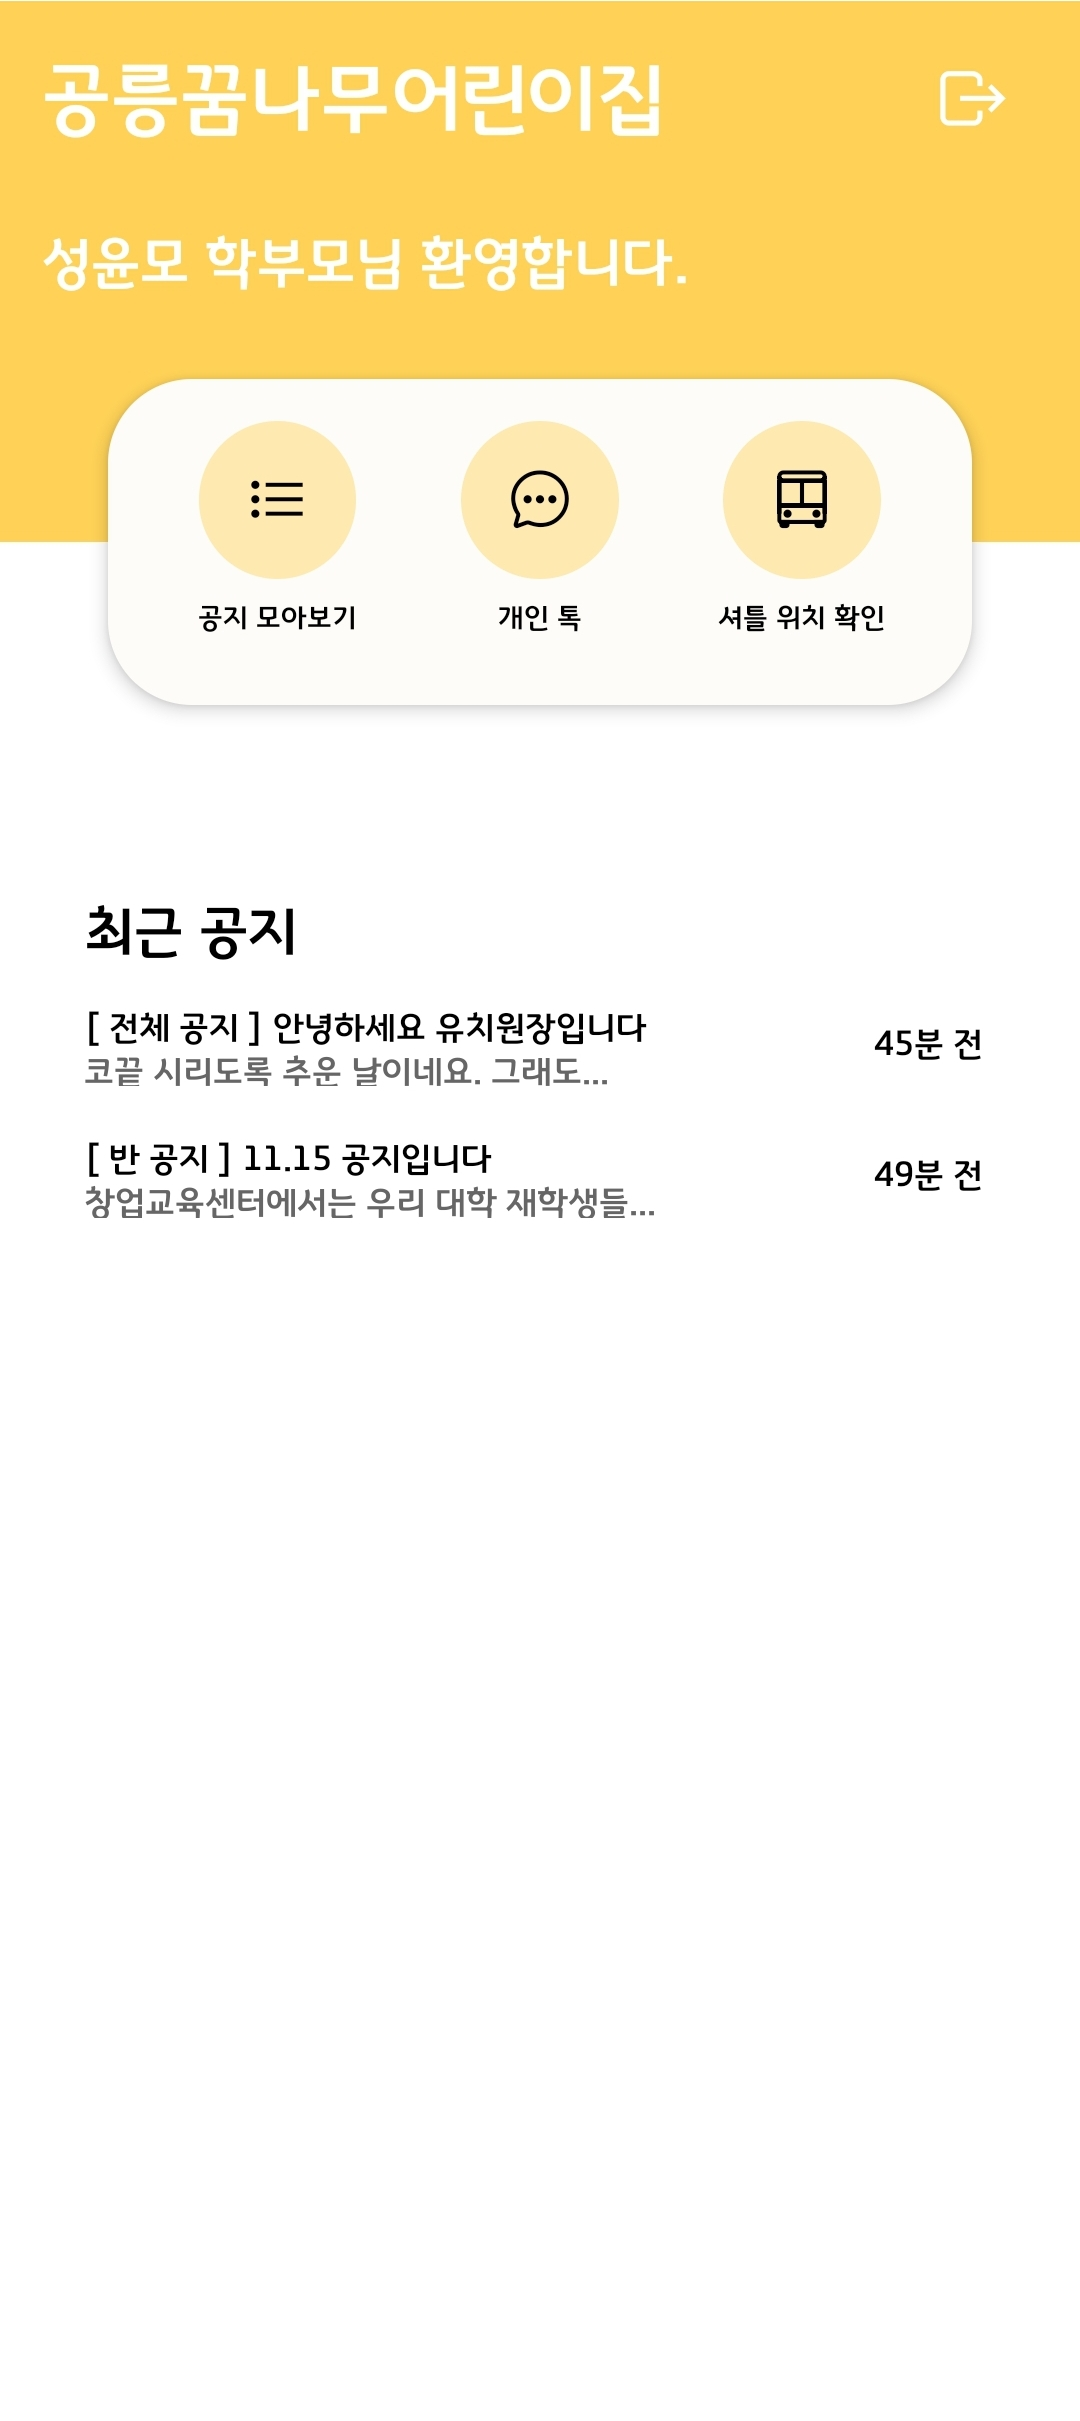 공릉꿈나무어린이집
성윤모 학부모님 환영합니다.
공지 모아보기
개인 톡
셔틀 위치 확인
최근 공지
[ 전체 공지 ] 안녕하세요 유치원장입니다
코끝 시리도록 추운 날이네요. 그래도...
45분 전
[ 반 공지 ] 11.15 공지입니다
창업교육센터에서는 우리 대학 재학생들...
49분 전